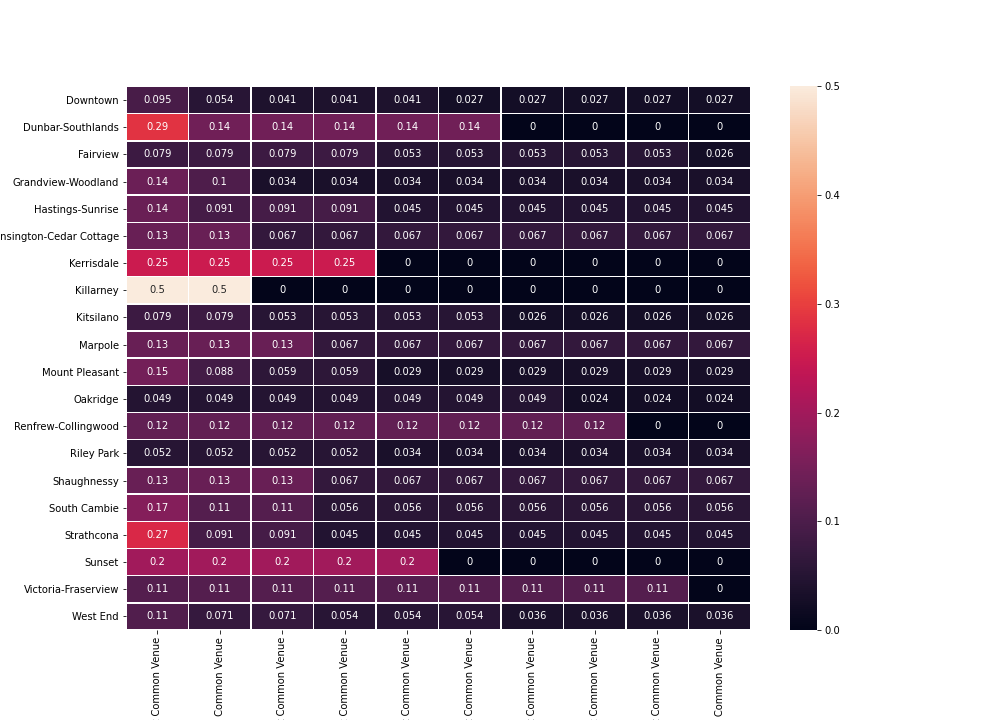 Downtown 0.095 0.054 0.041 0.041 0.041 0.027 0.027 0.027 0.027 0.027
Dunbar-Southlands 0.29 0.14 0.14 0.14 0.14 0.14 0 0 0 0
Fairview 0.079 0.079 0.079 0.079 0.053 0.053 0.053 0.053 0.053 0.026
Grandview-Woodland 0.14 0.1 0.034 0.034 0.034 0.034 0.034 0.034 0.034 0.034
Hastings-Sunrise 0.14 0.091 0.091 0.091 0.045 0.045 0.045 0.045 0.045 0.045
nsington-Cedar Cottage 0.13 0.13 0.067 0.067 0.067 0.067 0.067 0.067 0.067 0.067
Kerrisdale 0.25 0.25 0.25 0.25 0 0 0 0 0 0
Killarney 0.5 0.5 0 0 0 0 0 0 0 0
Kitsilano 0.079 0.079 0.053 0.053 0.053 0.053 0.026 0.026 0.026 0.026
Marpole 0.13 0.13 0.13 0.067 0.067 0.067 0.067 0.067 0.067 0.067
Mount Pleasant 0.15 0.088 0.059 0.059 0.029 0.029 0.029 0.029 0.029 0.029
Oakridge 0.049 0.049 0.049 0.049 0.049 0.049 0.049 0.024 0.024 0.024
Renfrew-Collingwood 0.12 0.12 0.12 0.12 0.12 0.12 0.12 0.12 0 0
Riley Park 0.052 0.052 0.052 0.052 0.034 0.034 0.034 0.034 0.034 0.034
Shaughnessy 0.13 0.13 0.13 0.067 0.067 0.067 0.067 0.067 0.067 0.067
South Cambie 0.17 0.11 0.11 0.056 0.056 0.056 0.056 0.056 0.056 0.056
Strathcona 0.27 0.091 0.091 0.045 0.045 0.045 0.045 0.045 0.045 0.045
Sunset 0.2 0.2 0.2 0.2 0.2 0 0 0 0 0
Victoria-Fraserview 0.11 0.11 0.11 0.11 0.11 0.11 0.11 0.11 0.11 0
West End 0.11 0.071 0.071 0.054 0.054 0.054 0.036 0.036 0.036 0.036
Common Venue
Common Venue
Common Venue
Common Venue
Common Venue
Common Venue
Common Venue
Common Venue
Common Venue
Common Venue
0.5
0.4
0.3
0.2
0.1
0.0